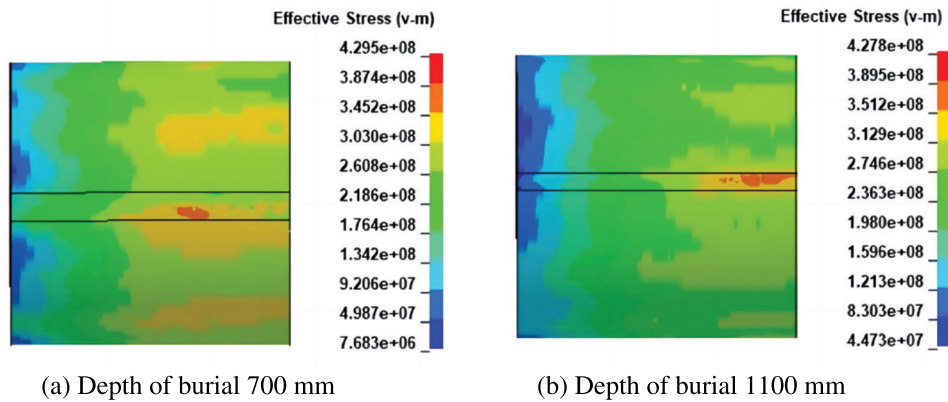 Effective Stress (v-m)
4.295e+08
3.874e+08
3.452e+08
3.030e+08
2.608e+08
2.186e+08
1.764e+08
1.342e+08
9.206e+07
4.987e+07
7.683e+06
(a) Depth of burial 700 mm
Effective Stress (v-m)
4.278e+08
3.895e+08
3.512e+08
3.129e+08
2.746e+08
2.363e+08
1.980e+08
1.596e+08
1.213e+08
8.303e+07
4.473e+07
(b) Depth of burial 1100 mm